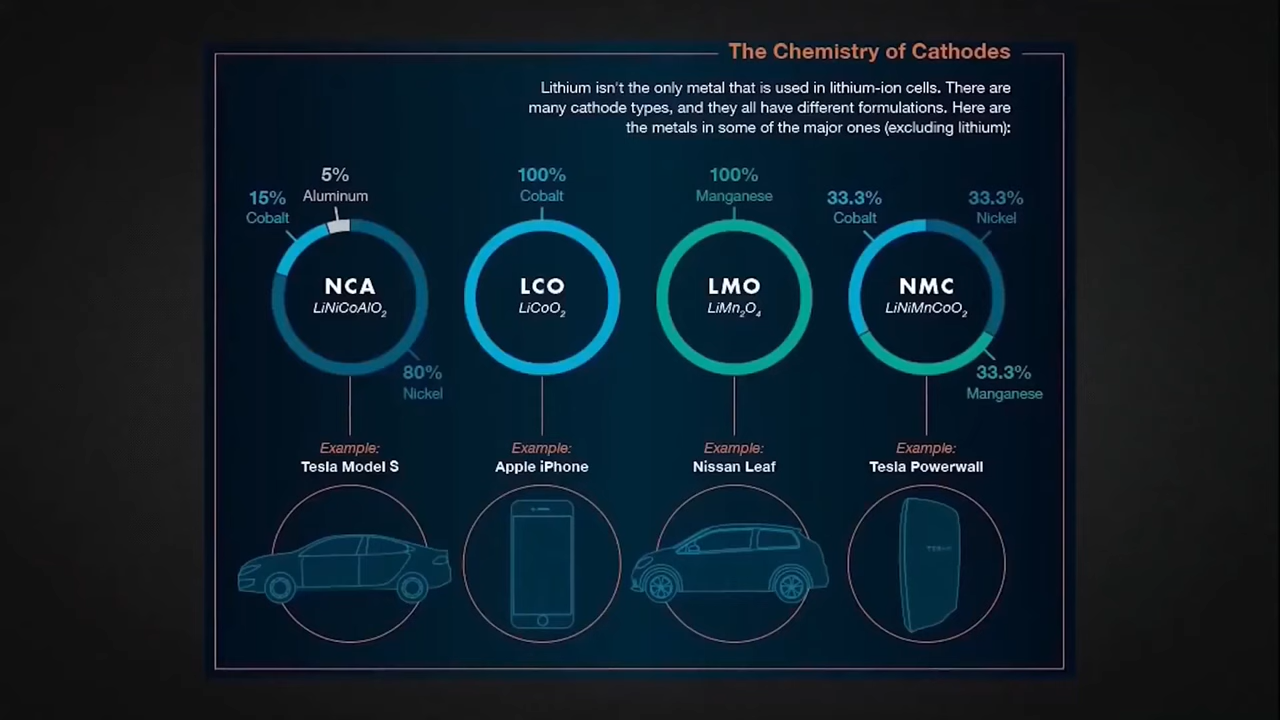 The Chemistry of Cathodes
Lithium isn't the only metal that is used in lithium-ion cells. There are
many cathode types, and they all have different formulations. Here are
the metals in some of the major ones (excluding lithium):
5%
Aluminum
15%
Cobalt
NCA
LiNiCoAlO₂
80%
Nickel
Example:
Tesla Model S
100%
Cobalt
LCO
LiCoO₂
Example:
Apple iPhone
100%
Manganese
LMO
LiMn₂O₄
Example:
Nissan Leaf
33.3%
Cobalt
33.3%
Nickel
NMC
LiNiMnCoO₂
33.3%
Manganese
Example:
Tesla Powerwall